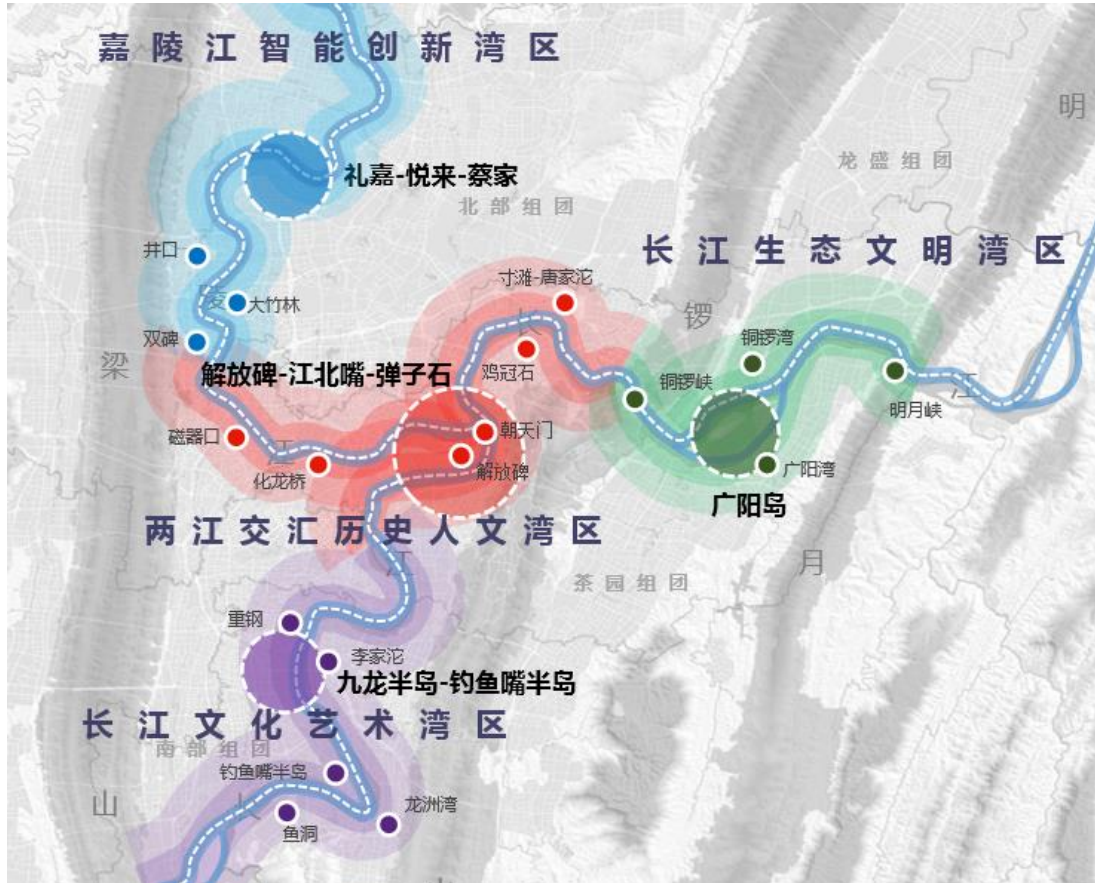 嘉陵江智能创新湾区
明
龙盛组团
礼嘉-悦来-蔡家
北部组团
长江生态文明湾区
井口
寸滩-唐家沱
陵
大竹林
长
锣
双碑
铜锣湾
梁
解放碑-江北嘴-弹子石
鸡冠石
铜锣峡
江
明月峡
磁器口
朝天门
江
化龙桥
解放碑
广阳湾
广阳岛
两江交汇历史人文湾区
江
月
茶园组团
重钢
李家沱
九龙半岛-钓鱼嘴半岛
长江文化艺术湾区
南部组团
钓鱼嘴半岛
山
长
龙洲湾
鱼洞